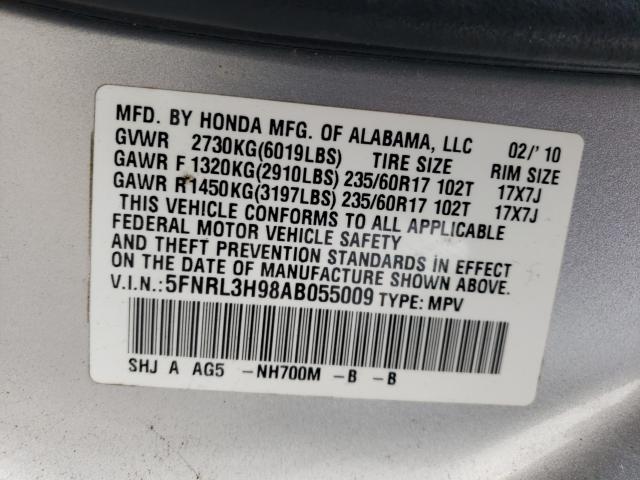 MFD. BY HONDA MFG. OF ALABAMA, LLC 02/' 10
GVWR 2730KG(6019LBS) TIRE SIZE RIM SIZE
GAWR F 1320KG(2910LBS) 235/60R17 102T 17X7J
GAWR R1450KG(3197LBS) 235/60R17 102T 17X7J
THIS VEHICLE CONFORMS TO ALL APPLICABLE
FEDERAL MOTOR VEHICLE SAFETY
AND THEFT PREVENTION STANDARDS IN EFFECT
ON THE DATE OF MANUFACTURE SHOWN ABOVE.
V.I.N.: 5FNRL3H98AB055009 TYPE: MPV
SHJ A AG5 -NH700M -B -B